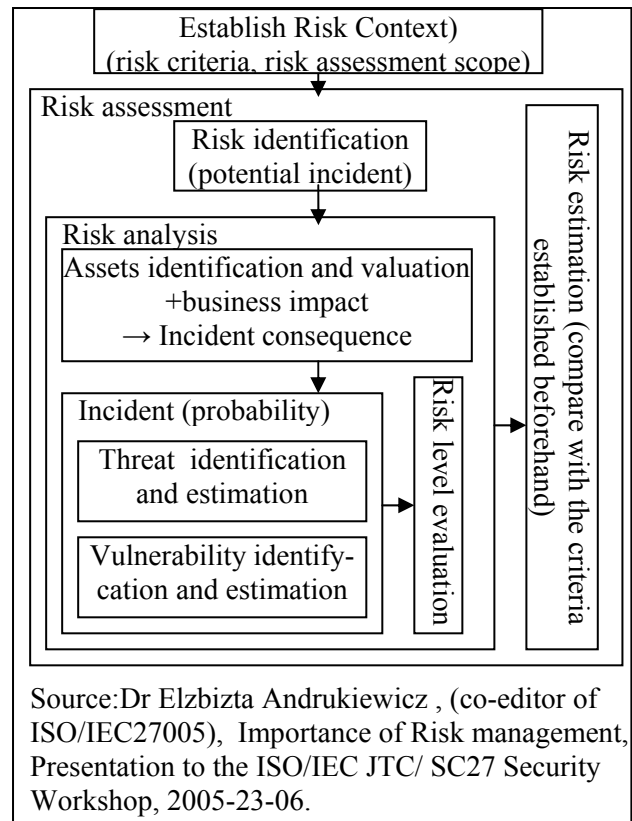 Establish Risk Context)
(risk criteria, risk assessment scope)
Risk assessment
Risk identification
(potential incident)
Risk analysis
Assets identification and valuation
+business impact
→ Incident consequence
Incident (probability)
Threat identification
and estimation
Vulnerability identify-
cation and estimation
Risk level evaluation
Risk estimation (compare with the criteria
established beforehand)
Source:Dr Elzbizta Andrukiewicz , (co-editor of
ISO/IEC27005), Importance of Risk management,
Presentation to the ISO/IEC JTC/ SC27 Security
Workshop, 2005-23-06.